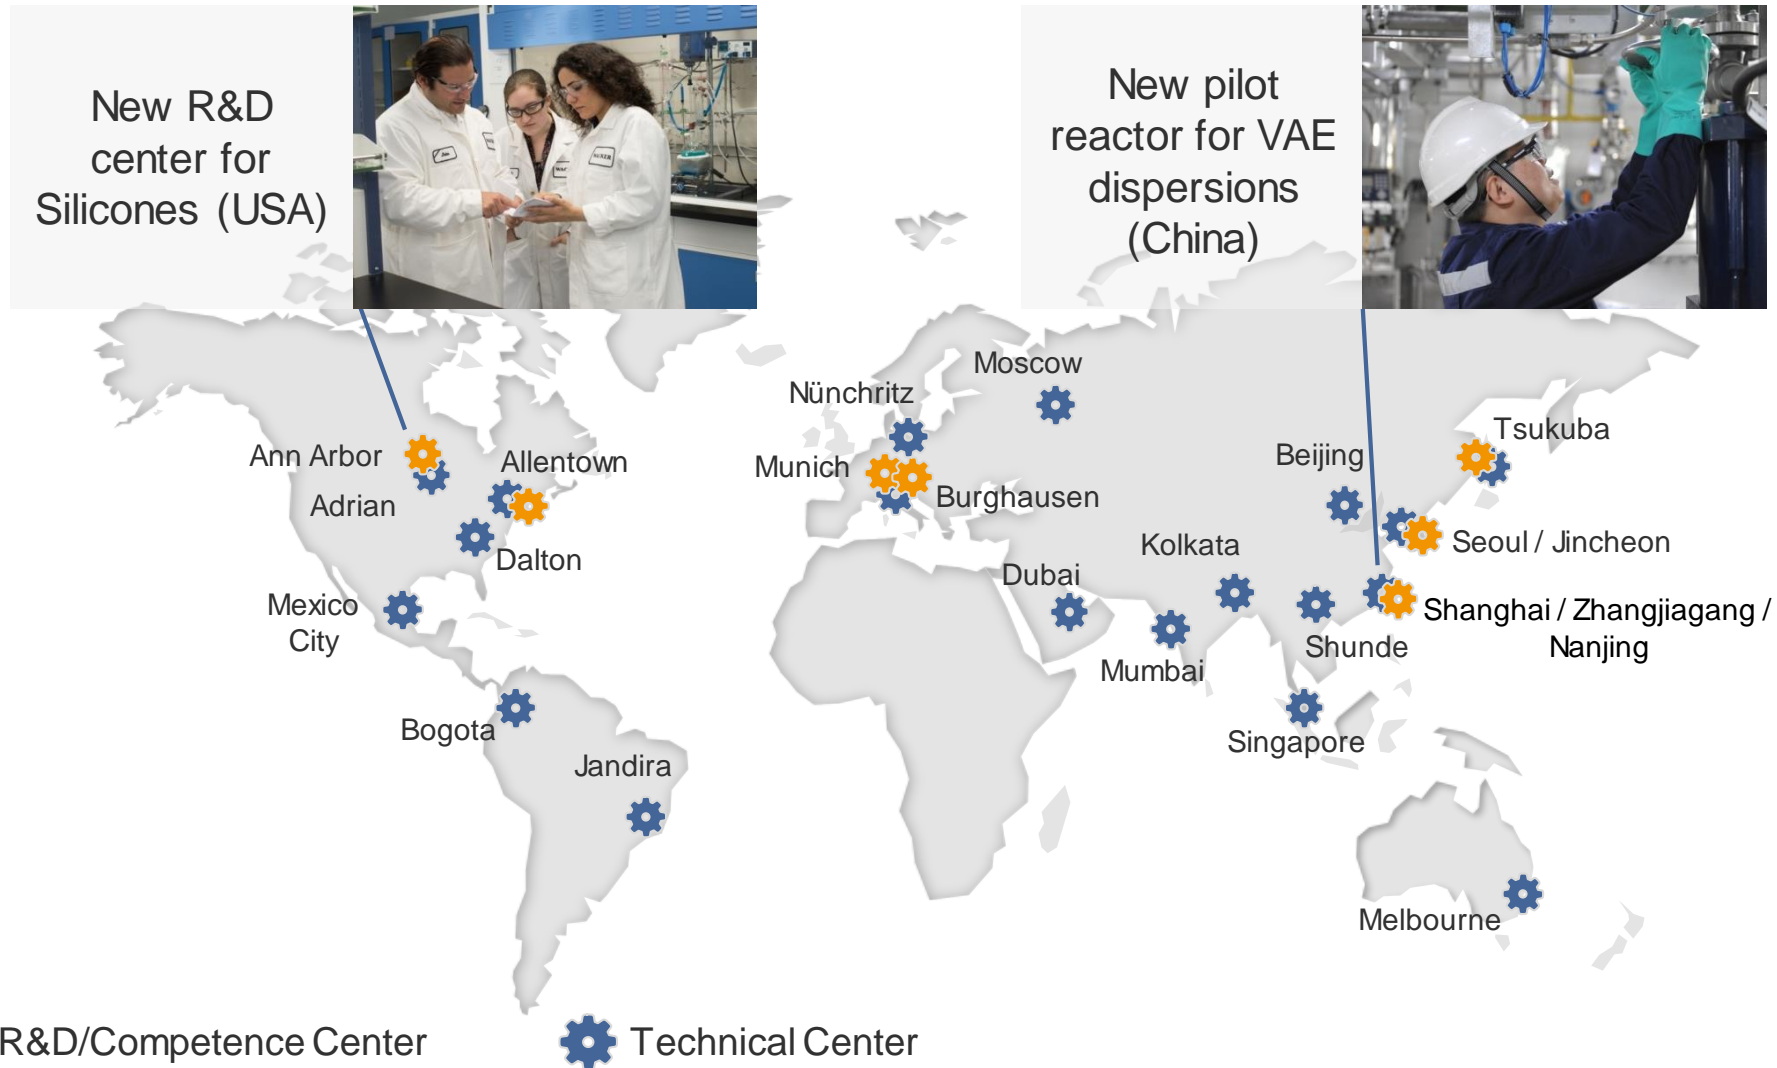 New R&D
center for
Silicones (USA)
New pilot
reactor for VAE
dispersions
(China)
Moscow
Nünchritz
Tsukuba
Ann Arbor
Allentown
Beijing
Munich
Adrian
Burghausen
Seoul / Jincheon
Kolkata
Dalton
Dubai
Mexico
City
Shanghai / Zhangjiagang /
Nanjing
Shunde
Mumbai
Bogota
Singapore
Jandira
Melbourne
R&D/Competence Center
Technical Center